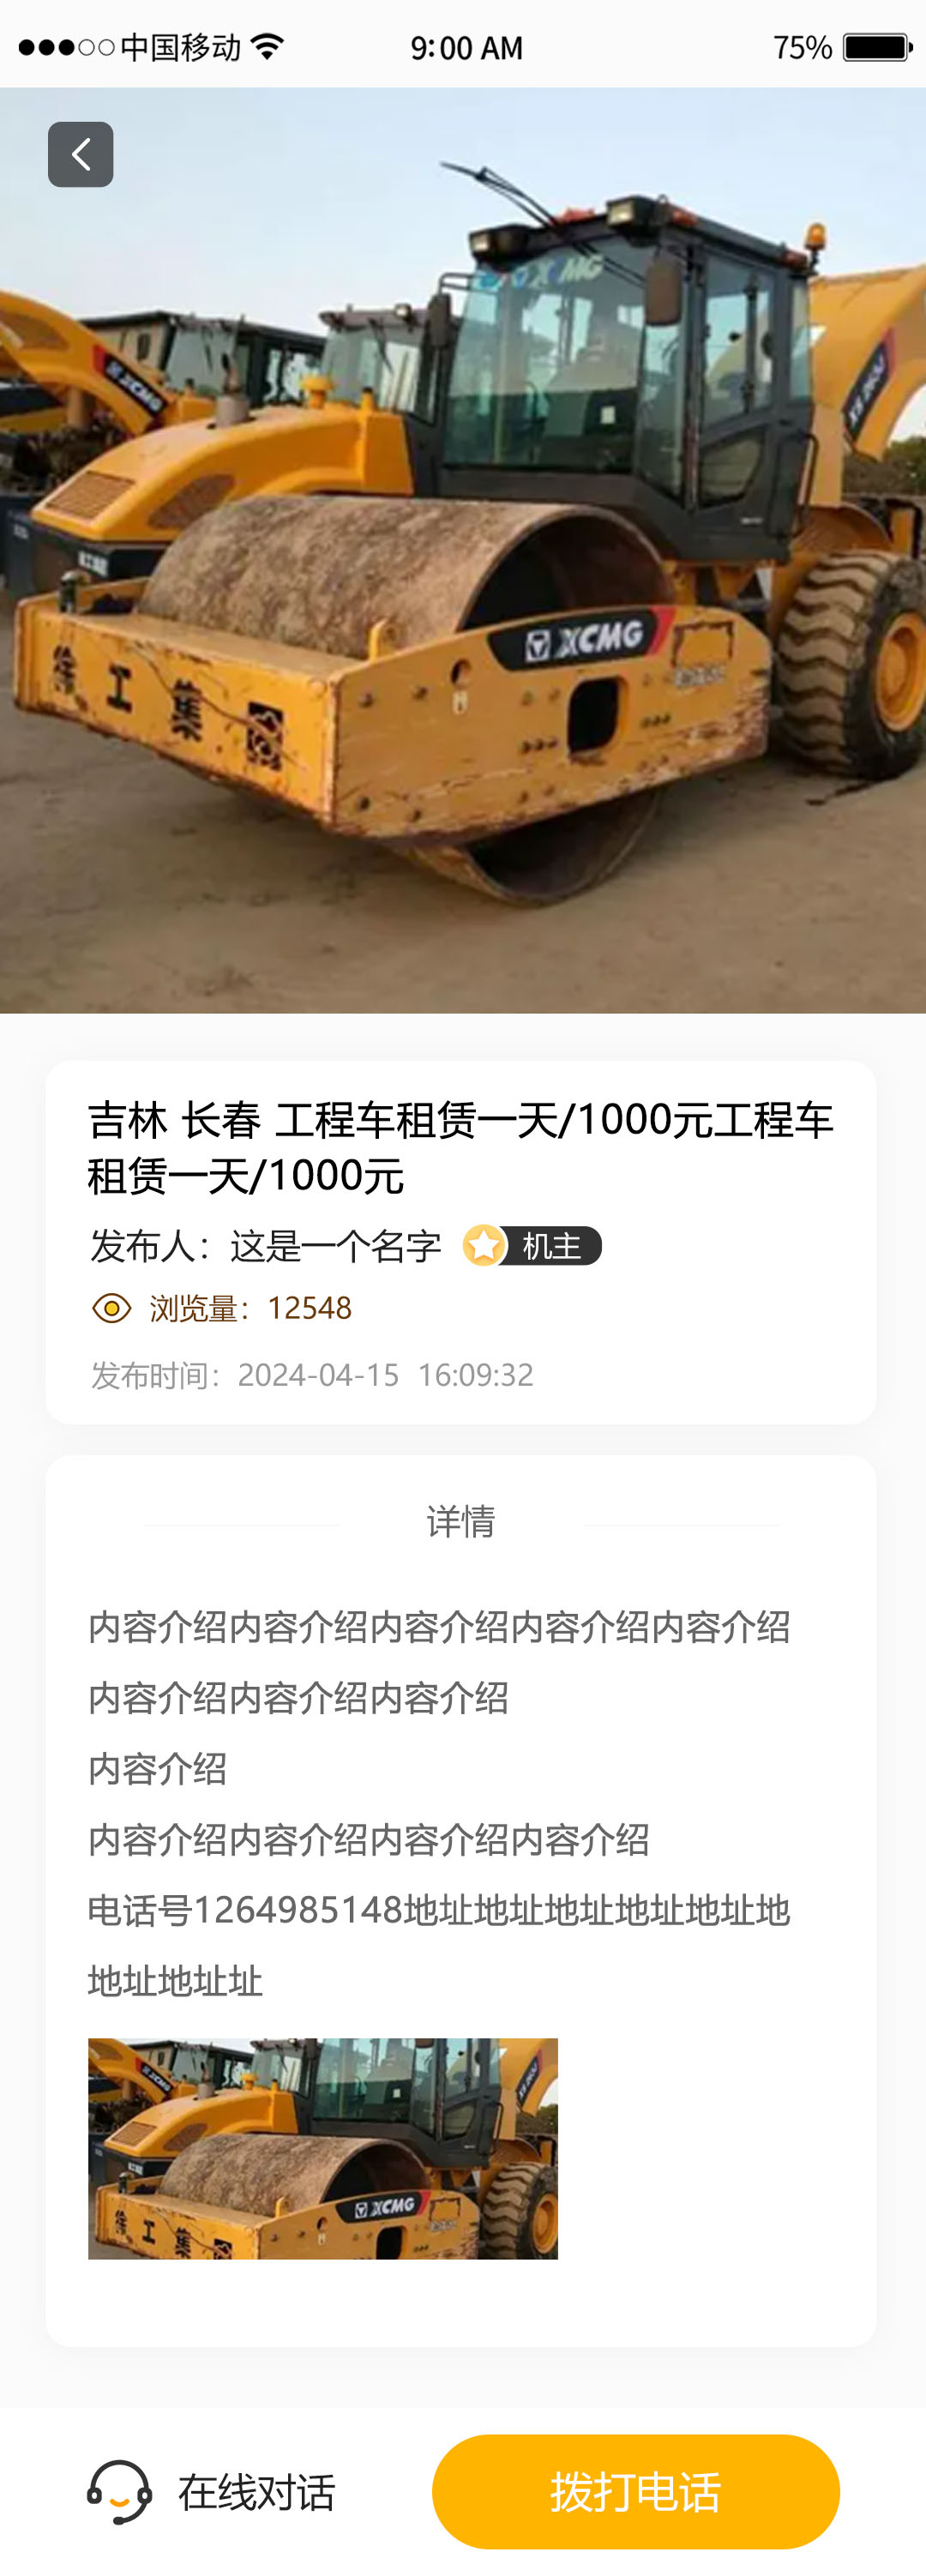 中国移动 9:00 AM 75%
XCMG
XCMG
XCMG
徐工集团
吉林 长春 工程车租赁一天/1000元工程车
租赁一天/1000元
发布人：这是一个名字 机主
浏览量：12548
发布时间：2024-04-15 16:09:32
详情
内容介绍内容介绍内容介绍内容介绍内容介绍
内容介绍内容介绍内容介绍
内容介绍
内容介绍内容介绍内容介绍内容介绍
电话号1264985148地址地址地址地址地址地
地址地址址
XCMG
徐工集团
在线对话 拨打电话